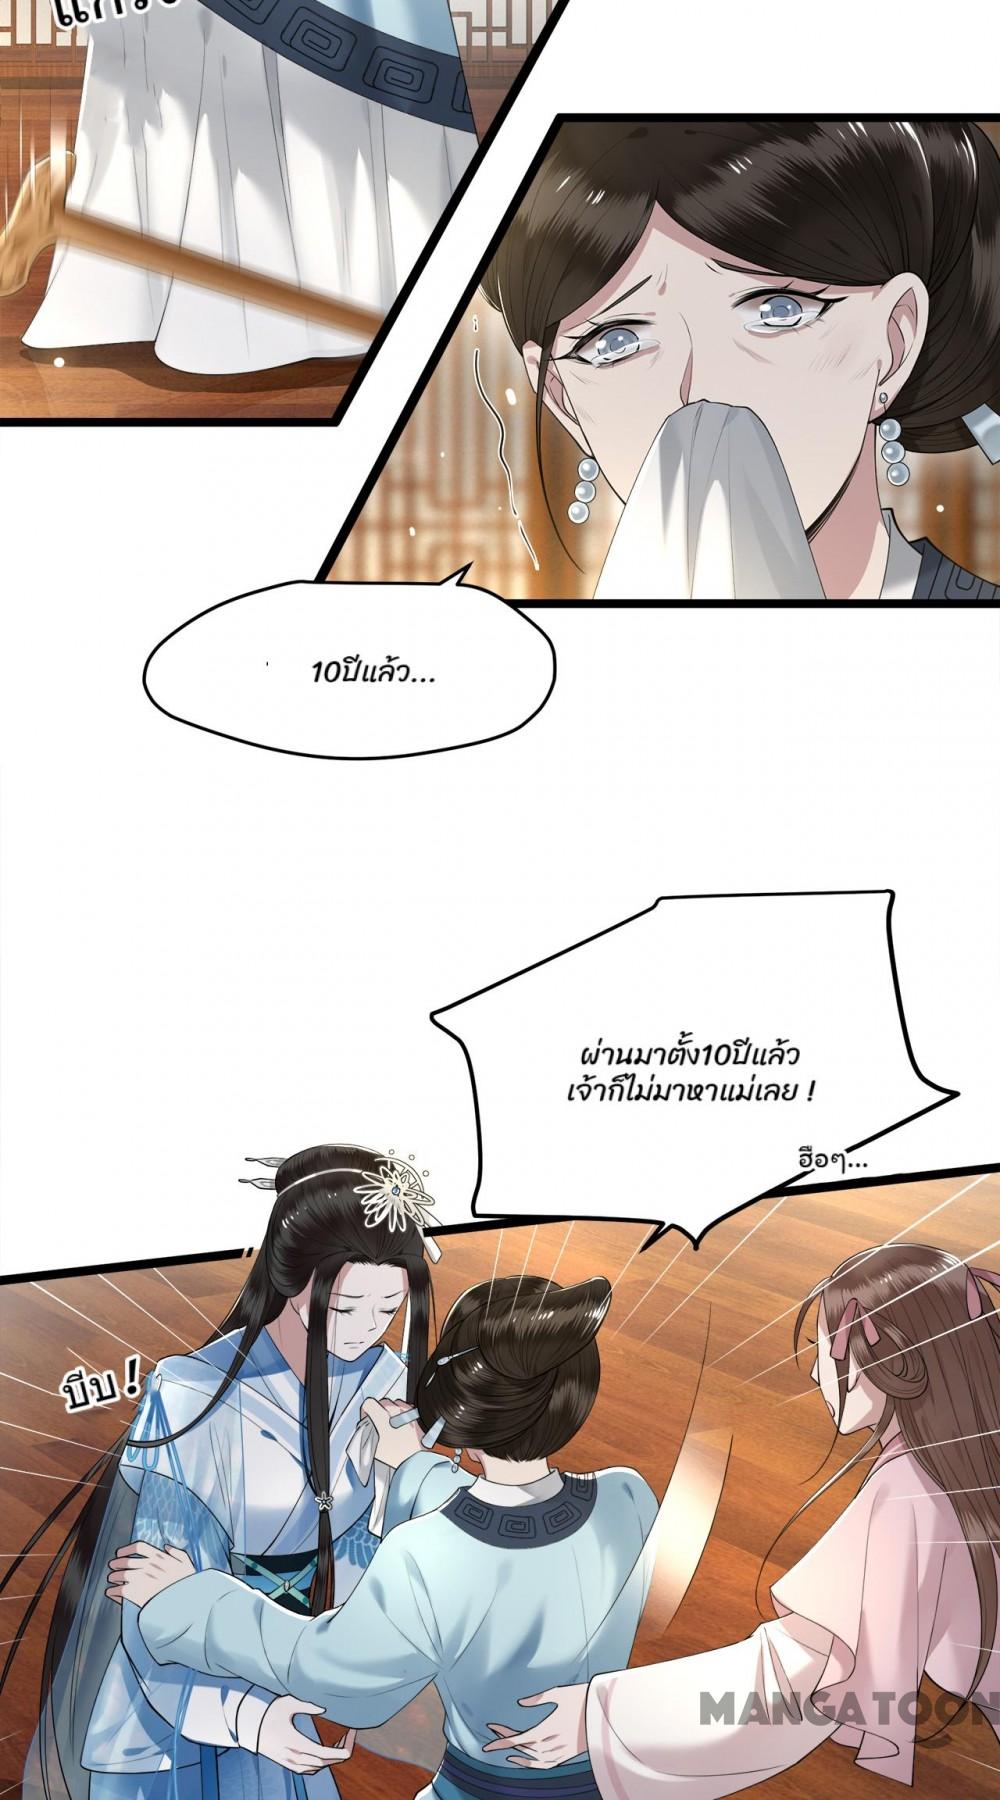 10ปีแล้ว...
ผ่านมาตั้ง10ปีแล้ว
เจ้าก็ไม่มาหาแม่เลย !
ฮือๆ...
บีบ !
MANGATOON